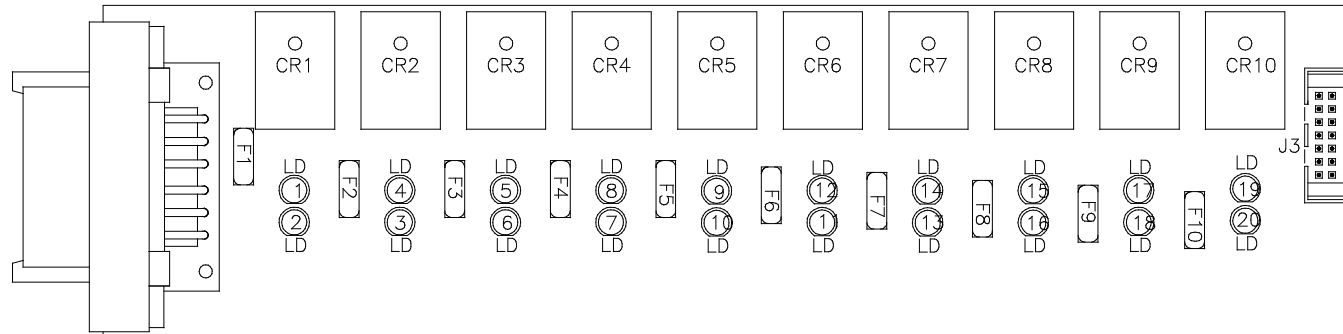 CR1 CR2 CR3 CR4 CR5 CR6 CR7 CR8 CR9 CR10
J3
F1 F2 F3 F4 F5 F6 F7 F8 F9 F10
LD LD LD LD LD LD LD LD LD LD
1 4 5 8 9 12 14 15 17 19
2 3 6 7 10 11 13 16 18 20
LD LD LD LD LD LD LD LD LD LD